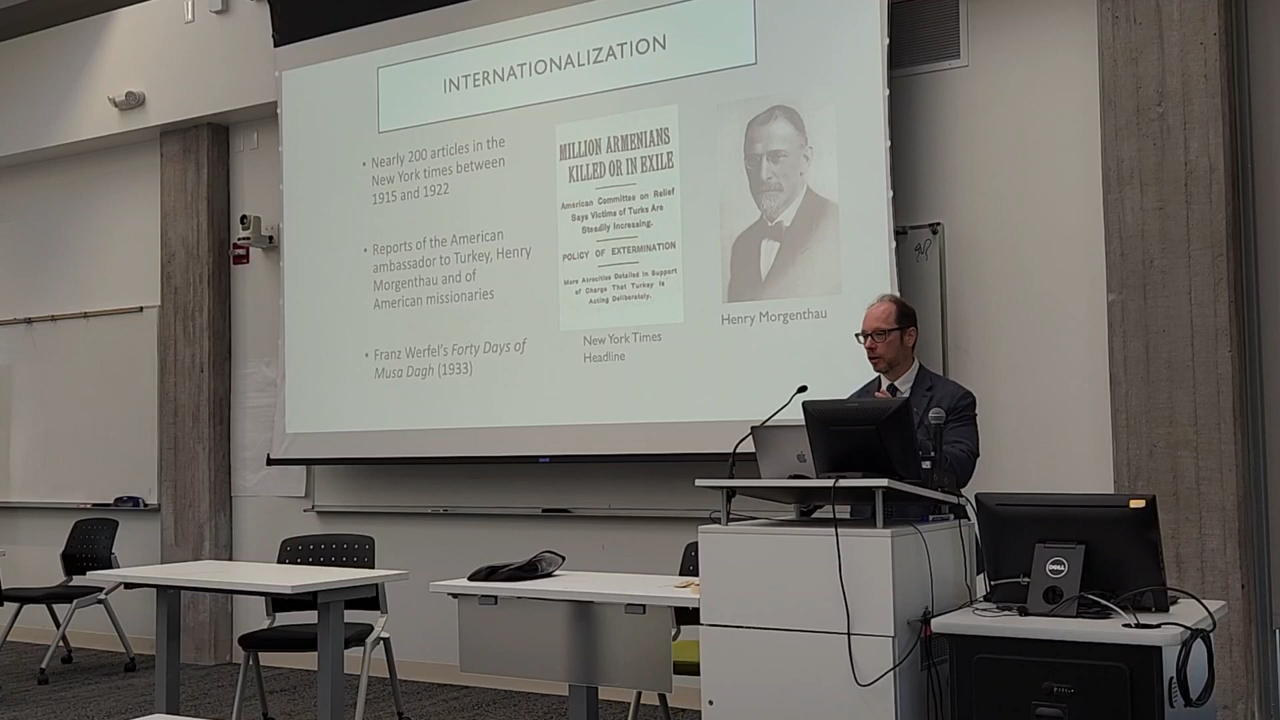 INTERNATIONALIZATION
• Nearly 200 articles in the
New York times between
1915 and 1922
• Reports of the American
ambassador to Turkey, Henry
Morgenthau and of
American missionaries
• Franz Werfel's Forty Days of
Musa Dagh (1933)
MILLION ARMENIANS
KILLED OR IN EXILE
American Committee on Relief
Says Victims of Turks Are
Steadily Increasing.
POLICY OF EXTERMINATION
More Atrocities Detailed in Support
of Charge That Turkey is
Acting Deliberately.
New York Times
Headline
Henry Morgenthau
DELL